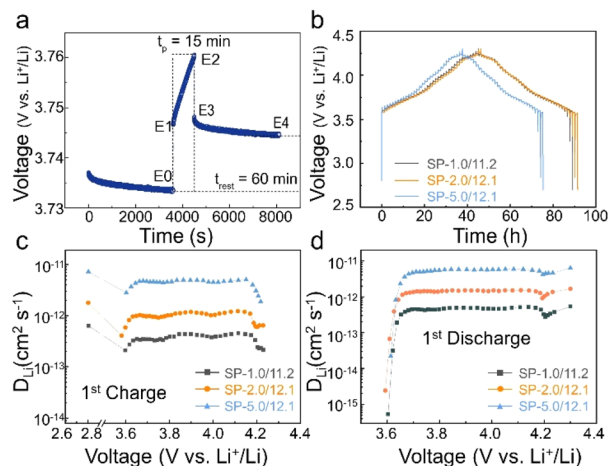 a
t_p = 15 min
E2
E3
E4
E1
E0
t_rest = 60 min
3.76
3.75
3.74
3.73
0 2000 4000 6000 8000
Voltage (V vs. Li⁺/Li)
Time (s)
b
4.5
4.0
3.5
3.0
2.5
0 20 40 60 80 100
Voltage (V vs. Li⁺/Li)
Time (h)
SP-1.0/11.2
SP-2.0/12.1
SP-5.0/12.1
c
10⁻¹¹
10⁻¹²
10⁻¹³
10⁻¹⁴
D_Li(cm² s⁻¹)
1st Charge
SP-1.0/11.2
SP-2.0/12.1
SP-5.0/12.1
2.6 2.8 3.6 3.8 4.0 4.2 4.4
Voltage (V vs. Li⁺/Li)
d
10⁻¹¹
10⁻¹²
10⁻¹³
10⁻¹⁴
10⁻¹⁵
D_Li(cm² s⁻¹)
1st Discharge
SP-1.0/11.2
SP-2.0/12.1
SP-5.0/12.1
3.6 3.8 4.0 4.2 4.4
Voltage (V vs. Li⁺/Li)